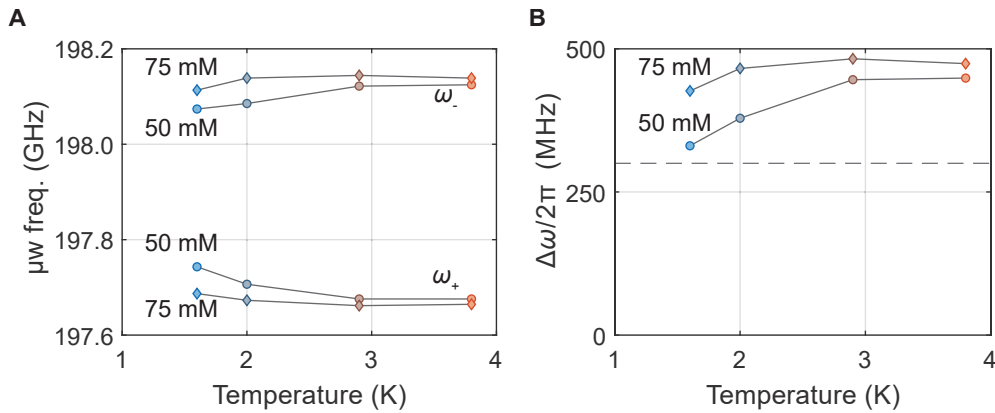 A
198.2
198.0
197.8
197.6
1
2
3
4
μw freq. (GHz)
Temperature (K)
75 mM
50 mM
ω-
50 mM
75 mM
ω+
B
500
250
0
1
2
3
4
Δω/2π (MHz)
Temperature (K)
75 mM
50 mM